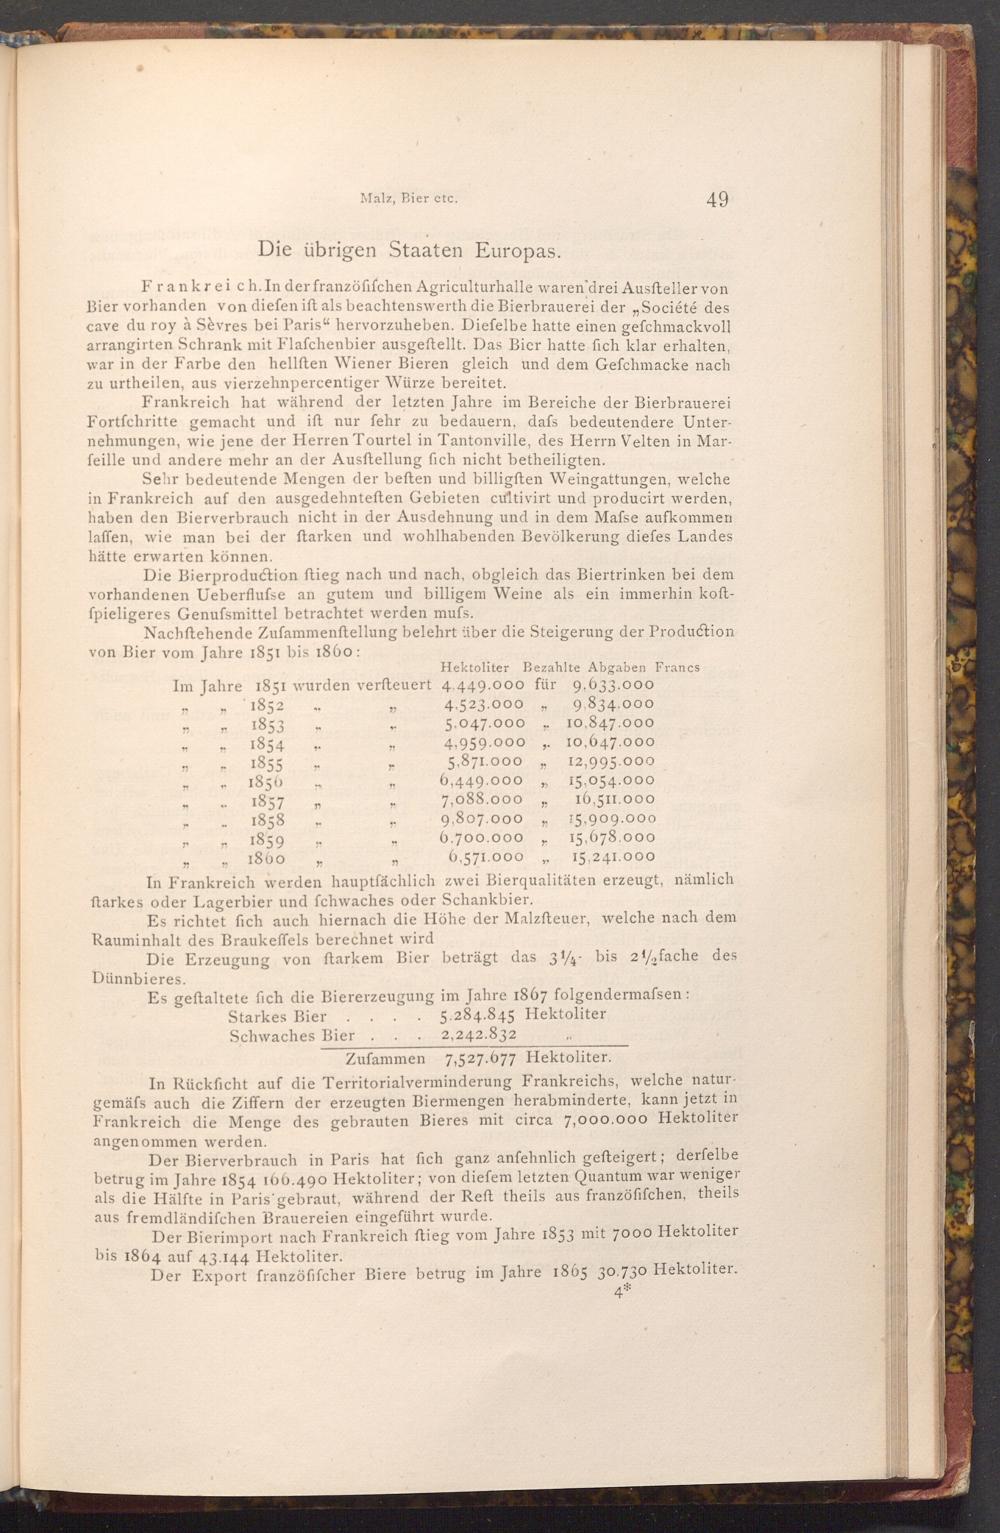 Malz, Bier etc. 49
Die übrigen Staaten Europas.
Frankreich. In der französiſchen Agriculturhalle waren drei Ausſteller von
Bier vorhanden von dieſen iſt als beachtenswerth die Bierbrauerei der „Société des
cave du roy à Sèvres bei Paris“ hervorzuheben. Dieſelbe hatte einen geſchmackvoll
arrangirten Schrank mit Flaſchenbier ausgeſtellt. Das Bier hatte ſich klar erhalten,
war in der Farbe den hellſten Wiener Bieren gleich und dem Geſchmacke nach
zu urtheilen, aus vierzehnpercentiger Würze bereitet.
Frankreich hat während der letzten Jahre im Bereiche der Bierbrauerei
Fortſchritte gemacht und iſt nur ſehr zu bedauern, daſs bedeutendere Unter-
nehmungen, wie jene der Herren Tourtel in Tantonville, des Herrn Velten in Mar-
ſeille und andere mehr an der Ausſtellung ſich nicht betheiligten.
Sehr bedeutende Mengen der beſten und billigſten Weingattungen, welche
in Frankreich auf den ausgedehnteſten Gebieten cultivirt und producirt werden,
haben den Bierverbrauch nicht in der Ausdehnung und in dem Maſse aufkommen
laſſen, wie man bei der ſtarken und wohlhabenden Bevölkerung dieſes Landes
hätte erwarten können.
Die Bierproduction ſtieg nach und nach, obgleich das Biertrinken bei dem
vorhandenen Ueberfluſse an gutem und billigem Weine als ein immerhin koſt-
ſpieligeres Genuſsmittel betrachtet werden muſs.
Nachſtehende Zuſammenſtellung belehrt über die Steigerung der Production
von Bier vom Jahre 1851 bis 1860:
Hektoliter Bezahlte Abgaben Francs
Im Jahre 1851 wurden verſteuert 4.449.000 für 9,633.000
„ „ 1852 „ „ 4.523.000 „ 9,834.000
„ „ 1853 „ „ 5.047.000 „ 10,847.000
„ „ 1854 „ „ 4,959.000 „ 10,647.000
„ „ 1855 „ „ 5,871.000 „ 12,995.000
„ „ 1856 „ „ 6,449.000 „ 15,054.000
„ „ 1857 „ „ 7,088.000 „ 16,511.000
„ „ 1858 „ „ 9,807.000 „ 15,909.000
„ „ 1859 „ „ 6.700.000 „ 15,678.000
„ „ 1860 „ „ 6,571.000 „ 15,241.000
In Frankreich werden hauptſächlich zwei Bierqualitäten erzeugt, nämlich
ſtarkes oder Lagerbier und ſchwaches oder Schankbier.
Es richtet ſich auch hiernach die Höhe der Malzſteuer, welche nach dem
Rauminhalt des Braukeſſels berechnet wird
Die Erzeugung von ſtarkem Bier beträgt das 3¼- bis 2½fache des
Dünnbieres.
Es geſtaltete ſich die Biererzeugung im Jahre 1867 folgendermaſsen:
Starkes Bier . . . . 5.284.845 Hektoliter
Schwaches Bier . . . 2,242.832 „
Zuſammen 7,527.677 Hektoliter.
In Rückſicht auf die Territorialverminderung Frankreichs, welche natur-
gemäſs auch die Ziffern der erzeugten Biermengen herabminderte, kann jetzt in
Frankreich die Menge des gebrauten Bieres mit circa 7,000.000 Hektoliter
angenommen werden.
Der Bierverbrauch in Paris hat ſich ganz anſehnlich geſteigert; derſelbe
betrug im Jahre 1854 166.490 Hektoliter; von dieſem letzten Quantum war weniger
als die Hälfte in Paris gebraut, während der Reſt theils aus franzöſiſchen, theils
aus fremdländiſchen Brauereien eingeführt wurde.
Der Bierimport nach Frankreich ſtieg vom Jahre 1853 mit 7000 Hektoliter
bis 1864 auf 43.144 Hektoliter.
Der Export franzöſiſcher Biere betrug im Jahre 1865 30.730 Hektoliter.
4*